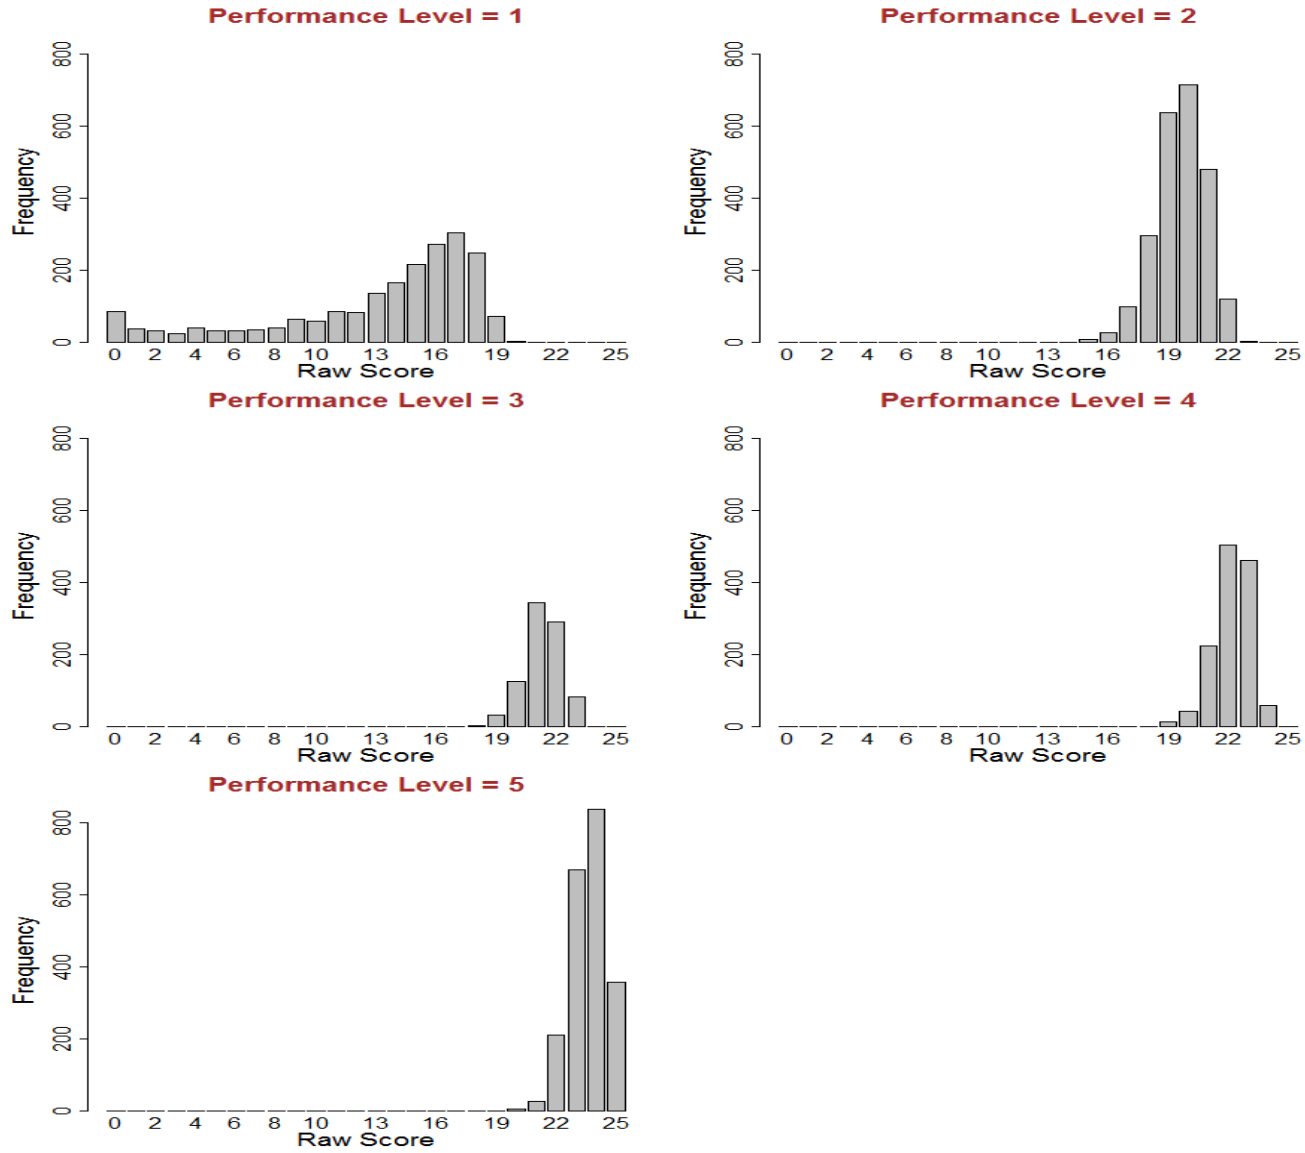 Performance Level = 1
800
600
400
200
0
Frequency
0 2 4 6 8 10 13 16 19 22 25
Raw Score
Performance Level = 2
800
600
400
200
0
Frequency
0 2 4 6 8 10 13 16 19 22 25
Raw Score
Performance Level = 3
800
600
400
200
0
Frequency
0 2 4 6 8 10 13 16 19 22 25
Raw Score
Performance Level = 4
800
600
400
200
0
Frequency
0 2 4 6 8 10 13 16 19 22 25
Raw Score
Performance Level = 5
800
600
400
200
0
Frequency
0 2 4 6 8 10 13 16 19 22 25
Raw Score